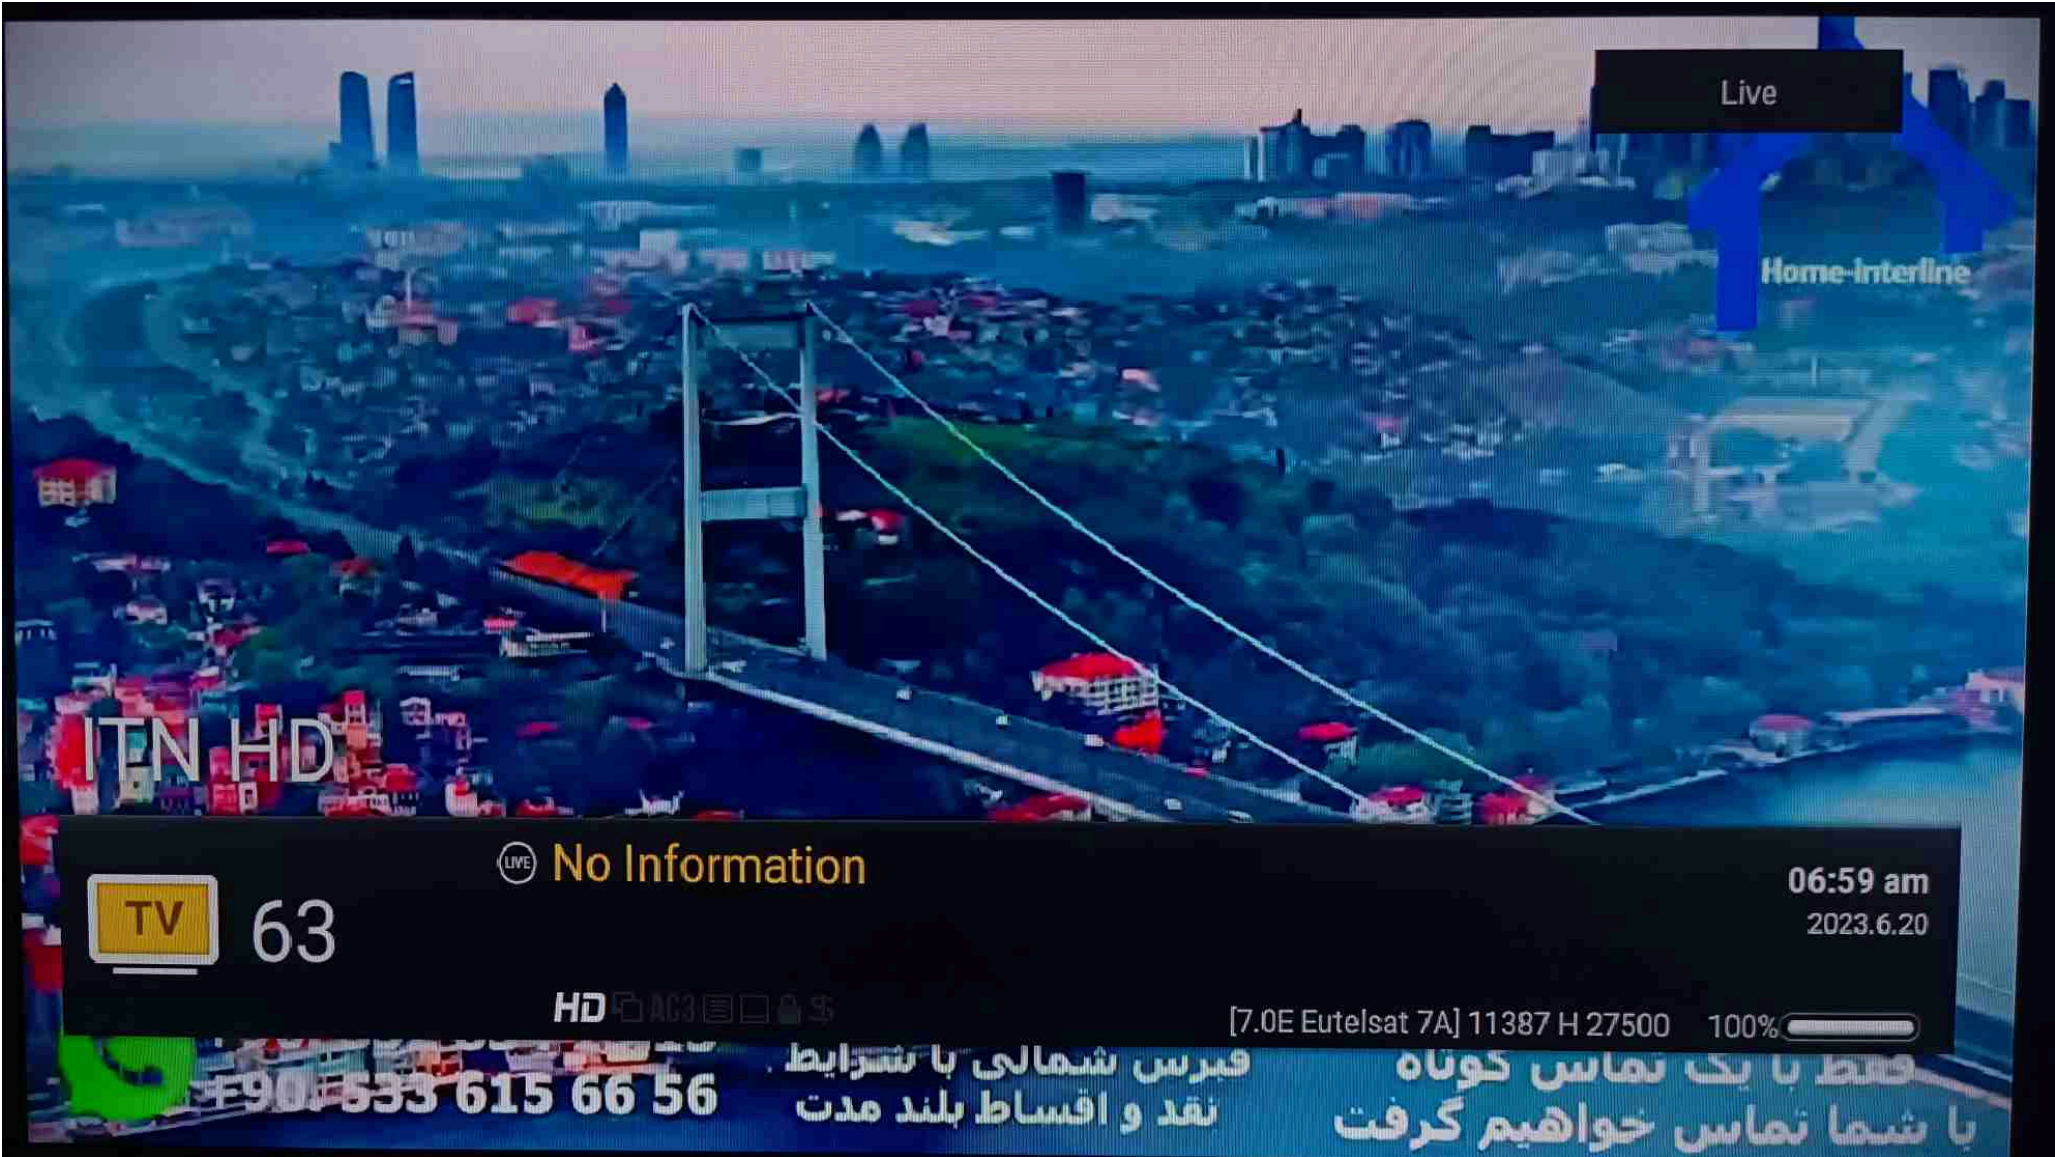 Live
Home-interline
ITN HD
LIVE No Information
06:59 am
2023.6.20
TV 63
HD AC3 $
[7.0E Eutelsat 7A] 11387 H 27500 100%
فقط با یک تماس کوتاه
با شما تماس خواهیم گرفت
قبرس شمالی با شرایط
نقد و اقساط بلند مدت
+90. 533 615 66 56